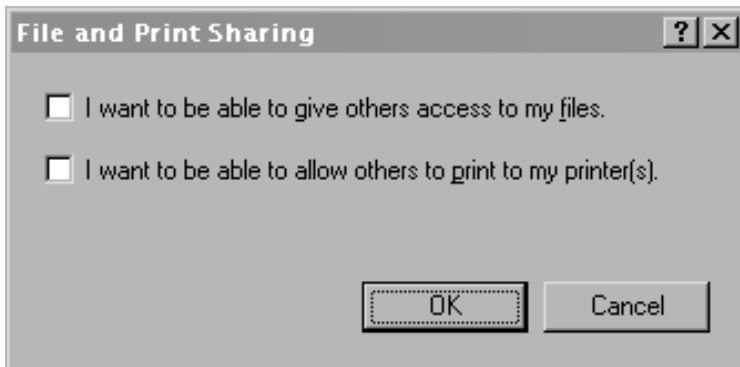 File and Print Sharing ? X
I want to be able to give others access to my files.
I want to be able to allow others to print to my printer(s).
OK Cancel